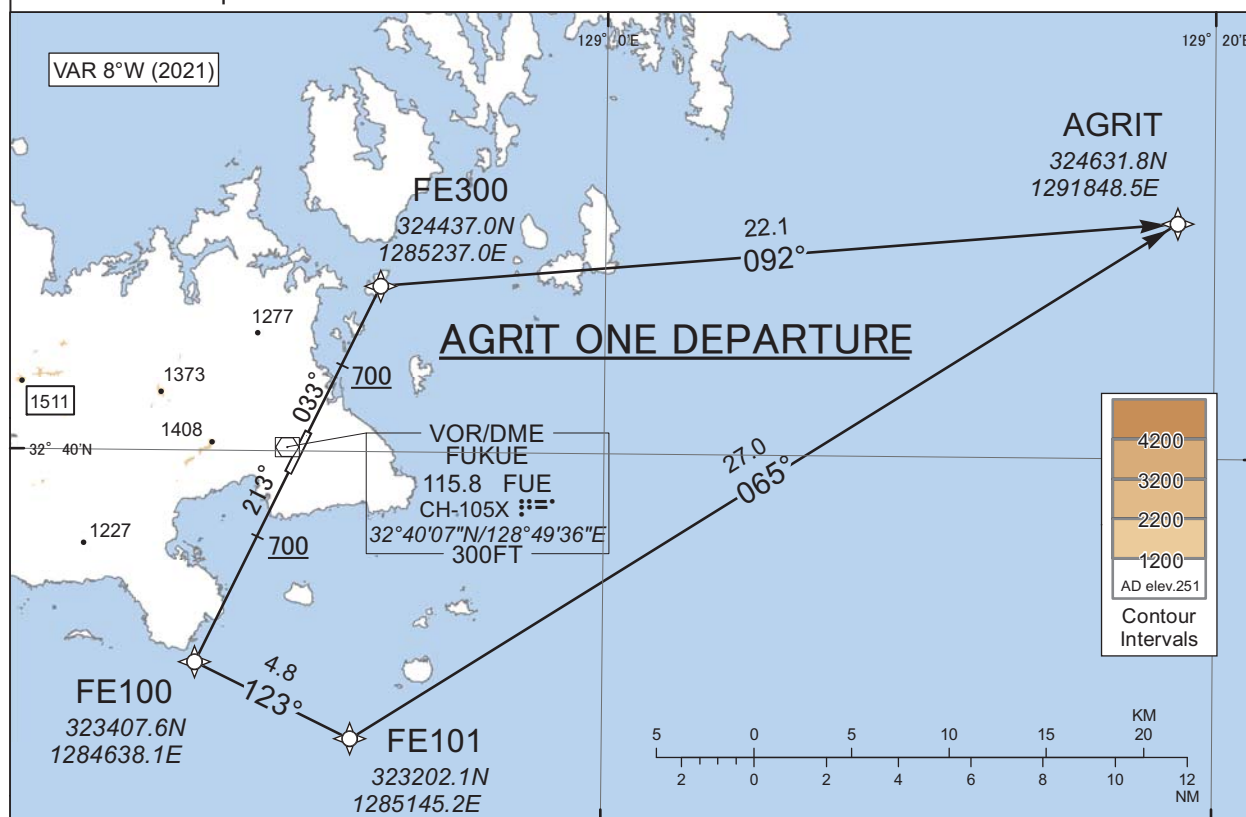 129° 0'E
129° 20'E
VAR 8°W (2021)
AGRIT
324631.8N
1291848.5E
FE300
324437.0N
1285237.0E
22.1
092°
1277
AGRIT ONE DEPARTURE
1373
700
1511
033°
1408
32° 40'N
VOR/DME
FUKUE
115.8 FUE
CH-105X
32°40'07"N/128°49'36"E
300FT
213°
27.0
065°
1227
700
4200
3200
2200
1200
AD elev.251
Contour
Intervals
4.8
123°
FE100
323407.6N
1284638.1E
FE101
323202.1N
1285145.2E
KM
5 0 5 10 15 20
2 0 2 4 6 8 10 12
NM